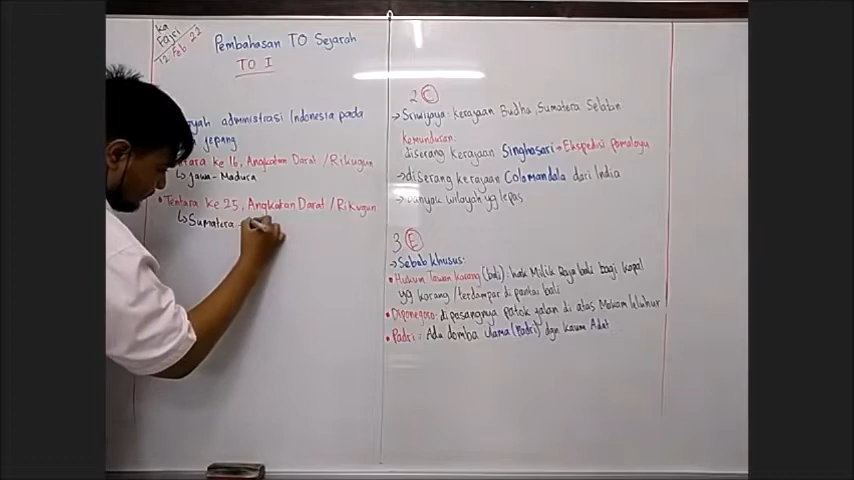 ka
Fajri
12 Feb 22
Pembahasan TO Sejarah
TO I
ayah administrasi Indonesia pada
jepang
ntara ke 16, Angkatan Darat / Rikugun
↳ Jawa - Madura
• Tentara ke 25, Angkatan Darat / Rikugun
↳ Sumatera -
2 C
→ Sriwijaya: kerajaan Budha, Sumatera Selatan
Kemunduran:
diserang kerajaan Singhasari → Ekspedisi Pamalayu
→ diserang kerajaan Colomandala dari India
→ banyak wilayah yg lepas
3 E
→ Sebab khusus:
• Hukum Tawan Karang (bali): hak Milik Raja bali bagi kapal
yg karang / terdampar di pantai bali
• Diponegoro: dipasangnya patok jalan di atas Makam leluhur
• Padri: Adu domba Ulama (Padri) dgn kaum Adat